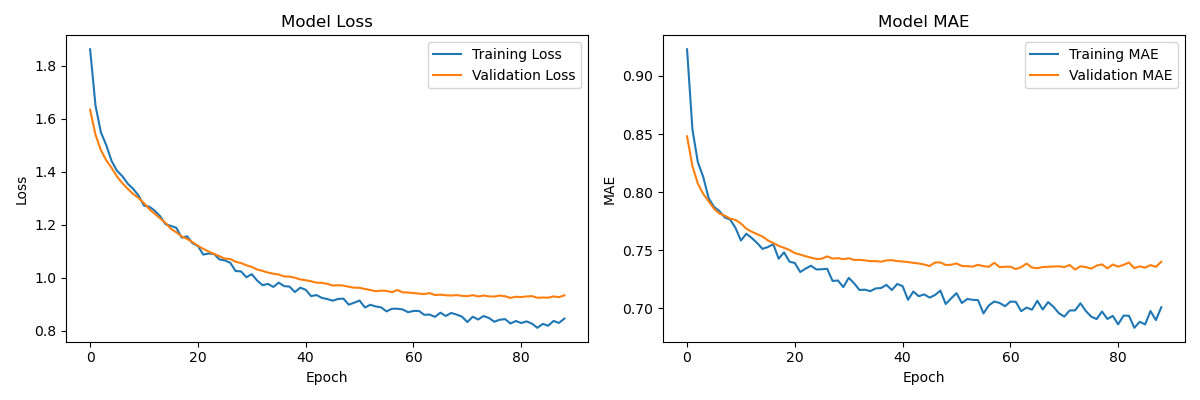 Model Loss
Training Loss
Validation Loss
1.8
1.6
1.4
1.2
1.0
0.8
Loss
0
20
40
60
80
Epoch
Model MAE
Training MAE
Validation MAE
0.90
0.85
0.80
0.75
0.70
MAE
0
20
40
60
80
Epoch